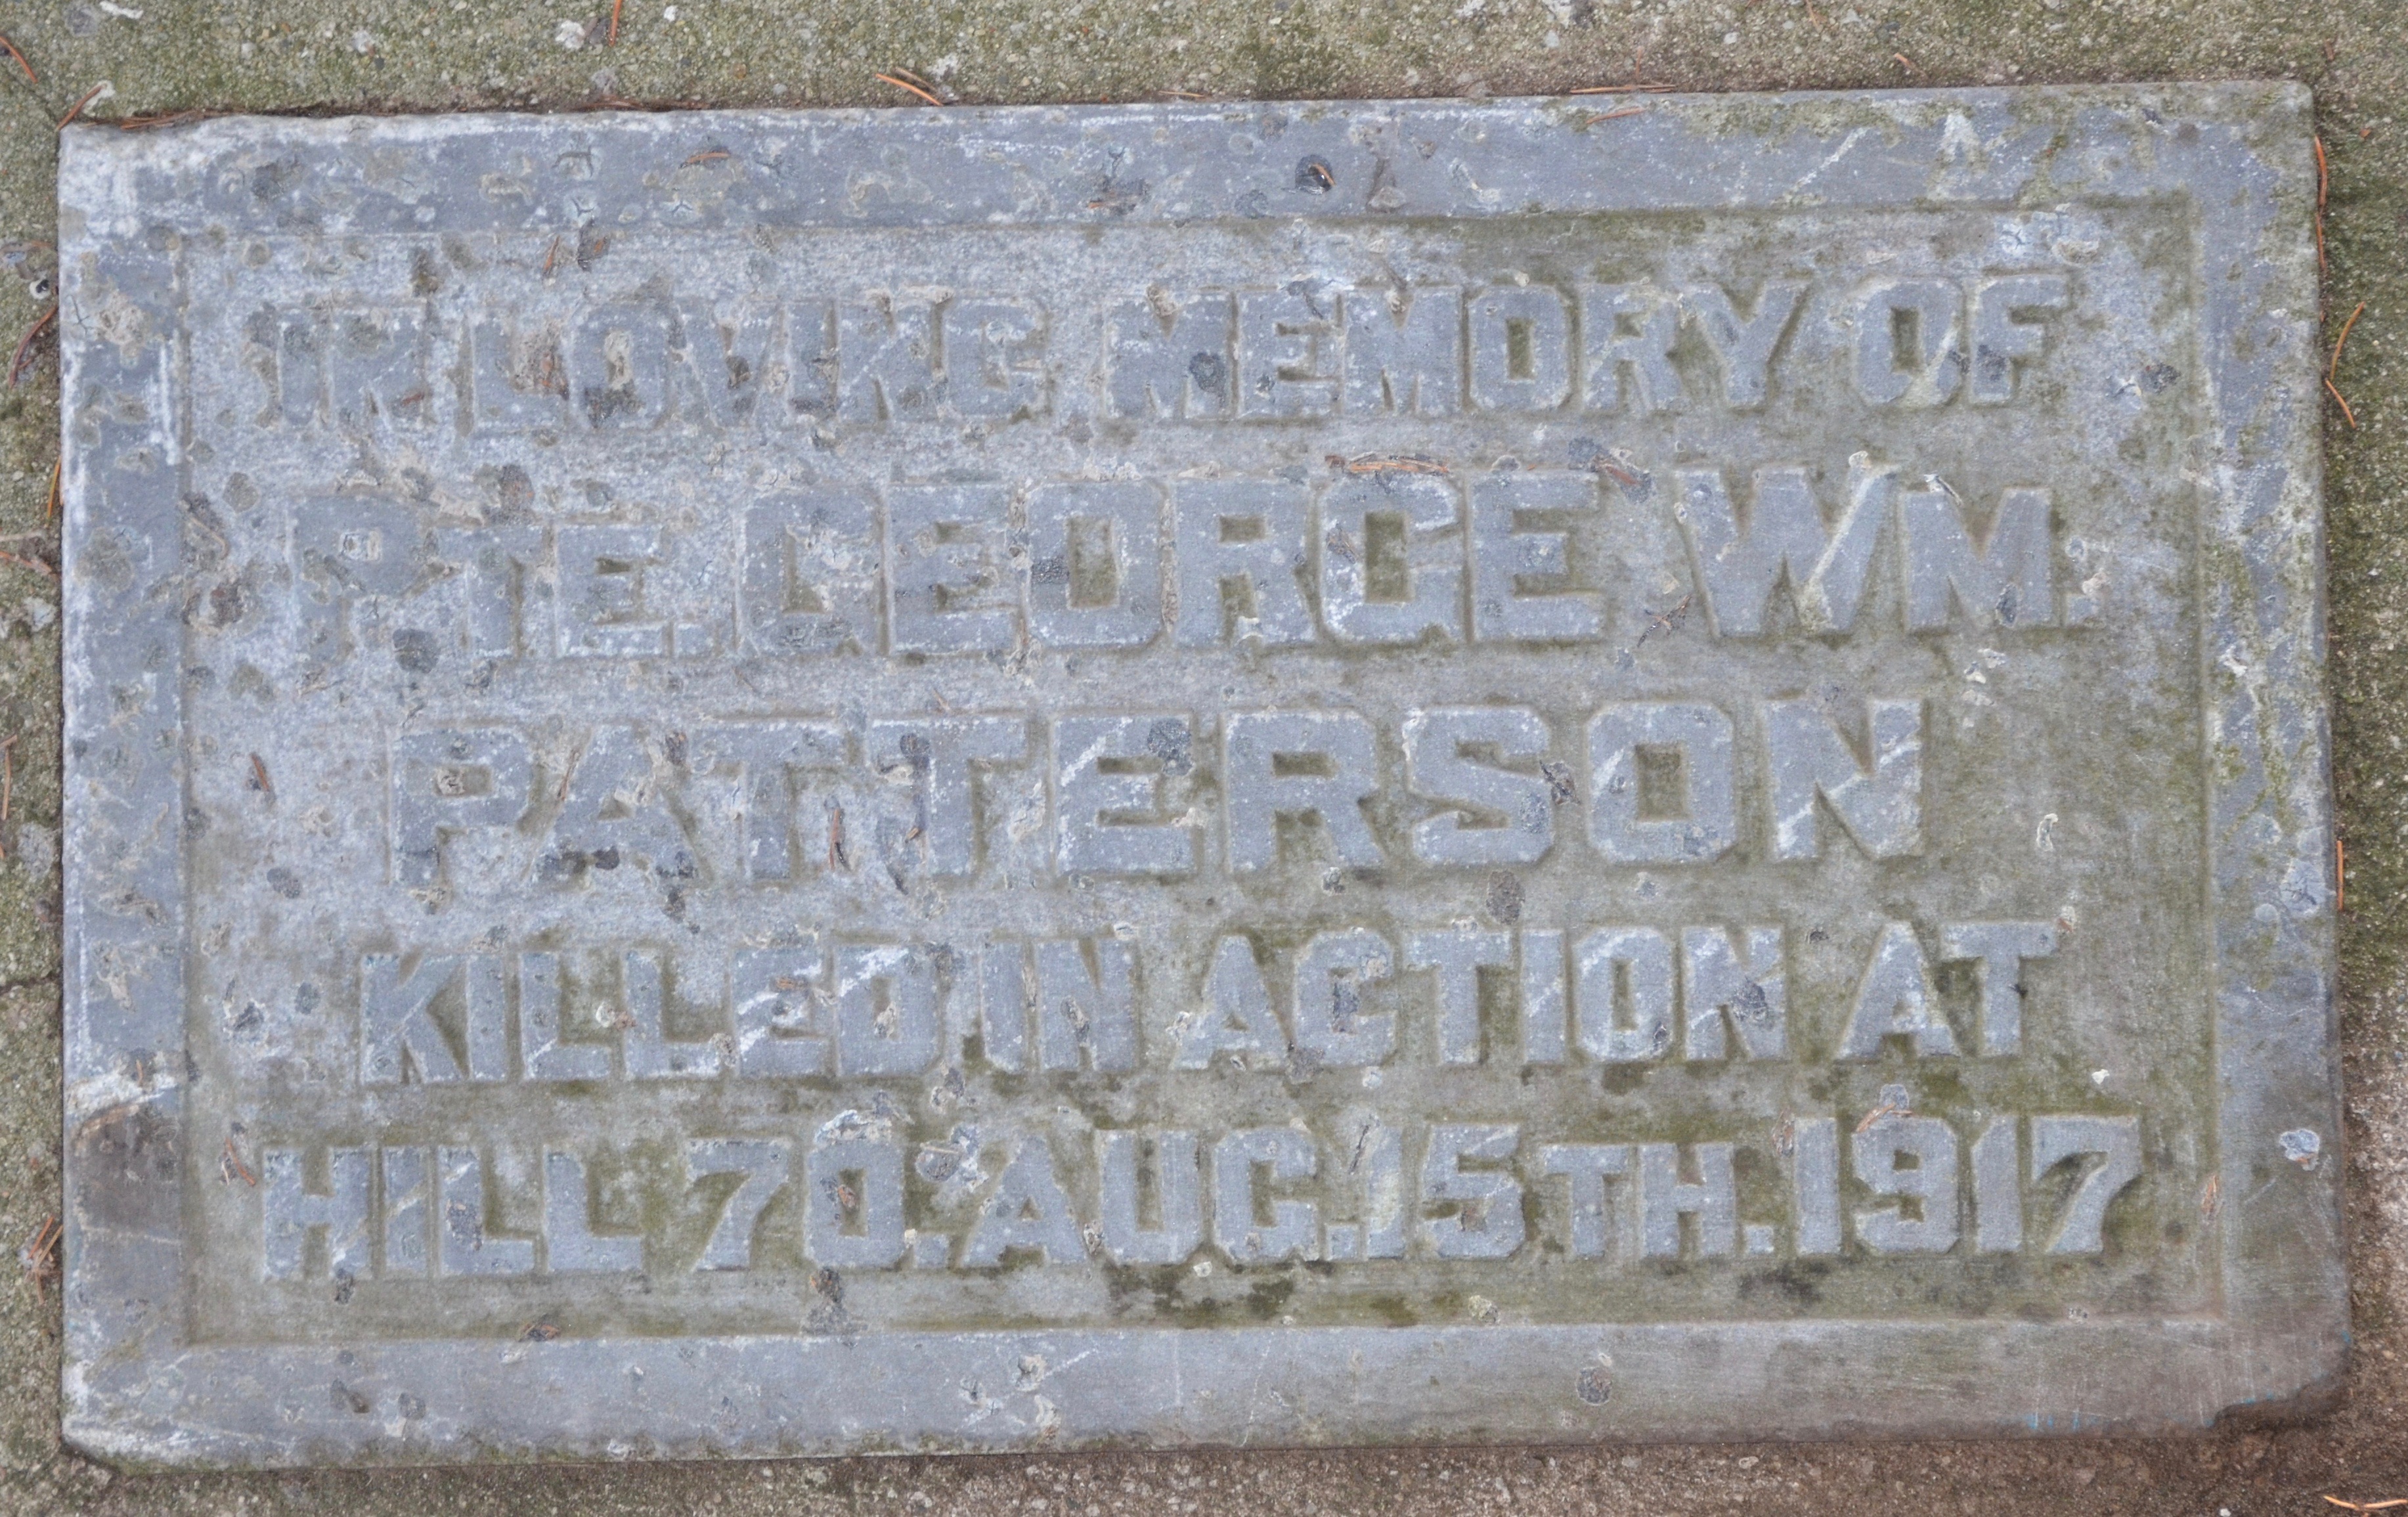 IN LOVING MEMORY OF
PTE. GEORGE WM.
PATTERSON
KILLED IN ACTION AT
HILL 70. AUG. 15TH. 1917